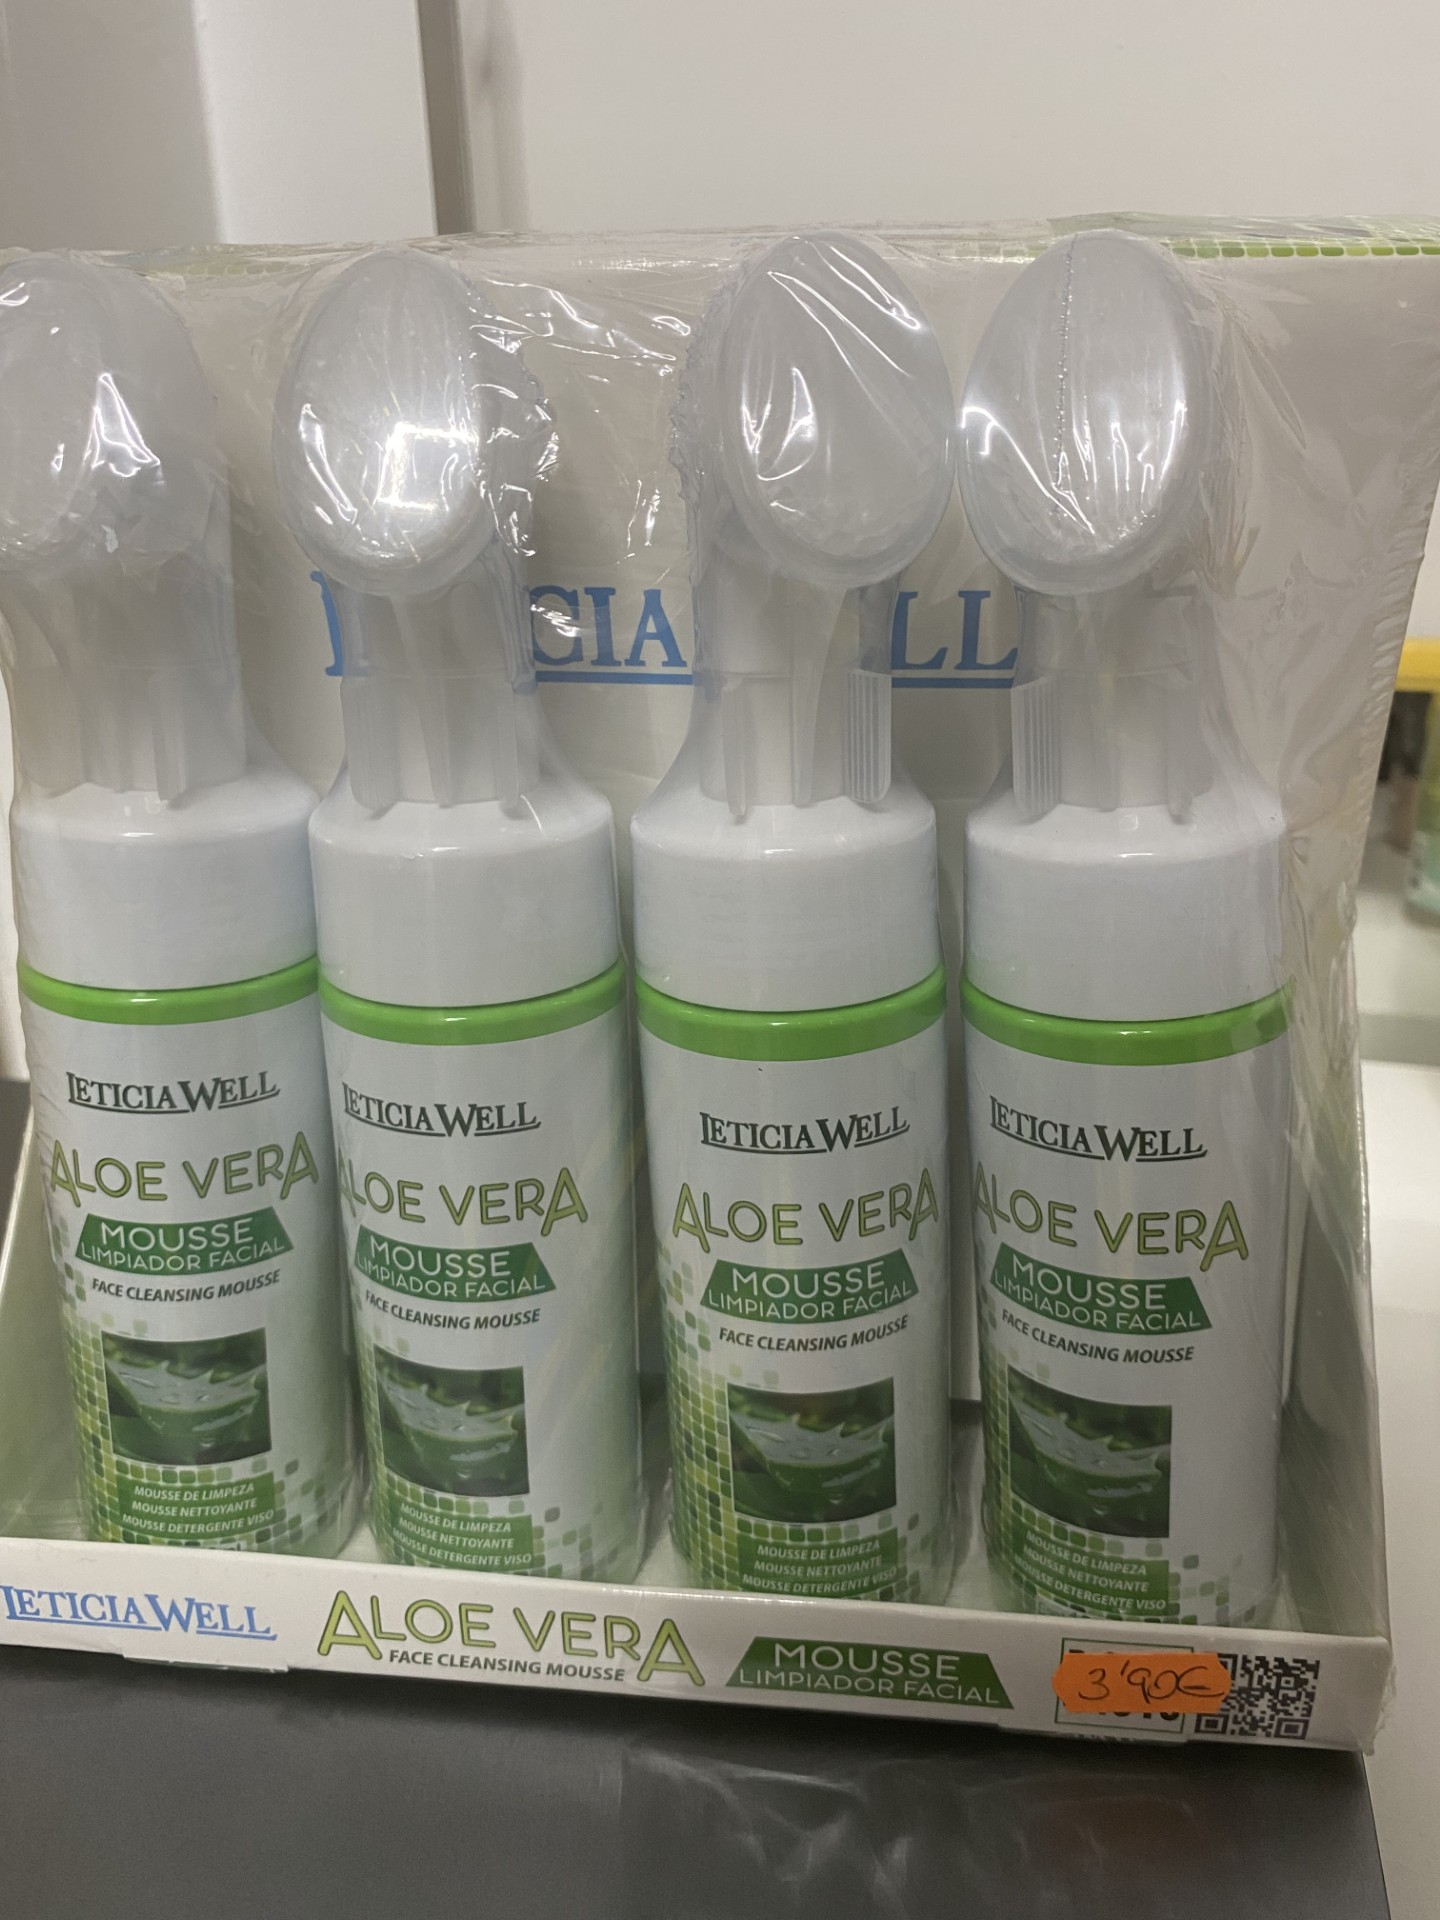 LETICIA WELL
ALOE VERA
MOUSSE
LIMPIADOR FACIAL
FACE CLEANSING MOUSSE
MOUSSE DE LIMPEZA
MOUSSE NETTOYANTE
MOUSSE DETERGENTE VISO
LETICIA WELL
ALOE VERA
MOUSSE
LIMPIADOR FACIAL
FACE CLEANSING MOUSSE
MOUSSE DE LIMPEZA
MOUSSE NETTOYANTE
MOUSSE DETERGENTE VISO
LETICIA WELL
ALOE VERA
MOUSSE
LIMPIADOR FACIAL
FACE CLEANSING MOUSSE
MOUSSE DE LIMPEZA
MOUSSE NETTOYANTE
MOUSSE DETERGENTE VISO
LETICIA WELL
ALOE VERA
MOUSSE
LIMPIADOR FACIAL
FACE CLEANSING MOUSSE
MOUSSE DE LIMPEZA
MOUSSE NETTOYANTE
MOUSSE DETERGENTE VISO
LETICIA WELL
ALOE VERA
FACE CLEANSING MOUSSE
MOUSSE
LIMPIADOR FACIAL
3'90€